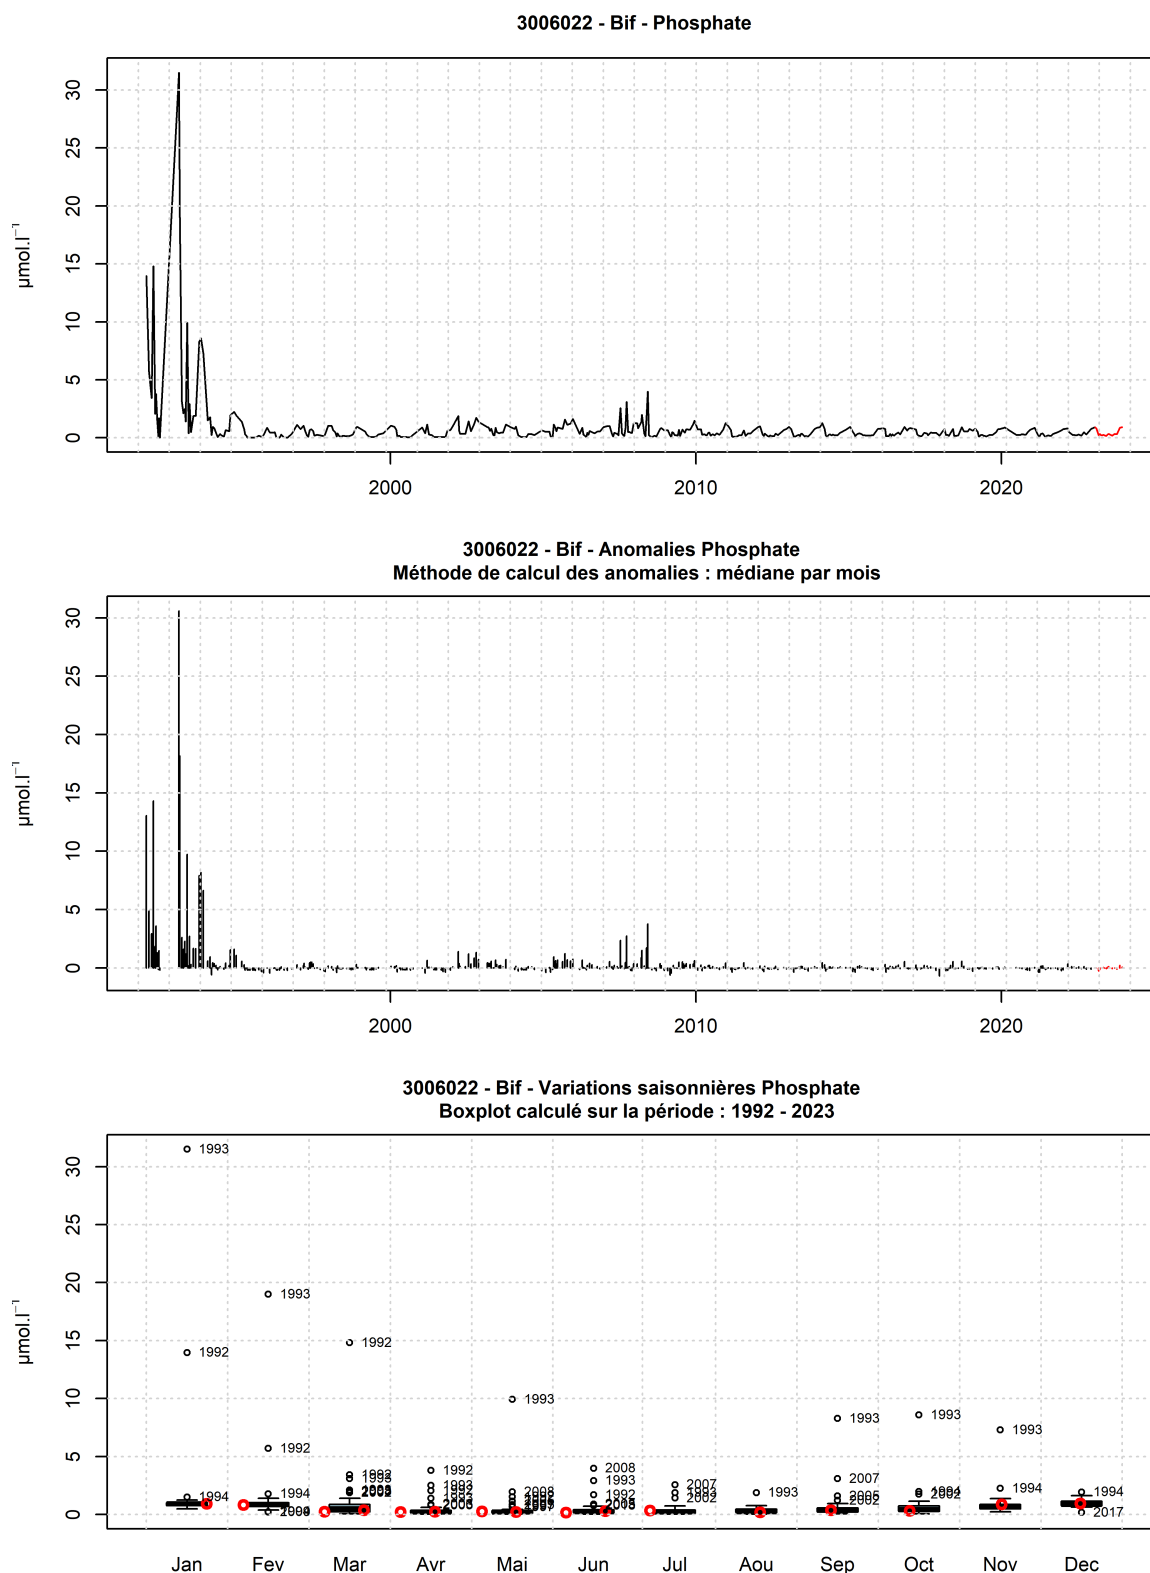 3006022 - Bif - Phosphate
30
25
20
15
10
5
0
µmol.l⁻¹
2000
2010
2020
3006022 - Bif - Anomalies Phosphate
Méthode de calcul des anomalies : médiane par mois
30
25
20
15
10
5
0
µmol.l⁻¹
2000
2010
2020
3006022 - Bif - Variations saisonnières Phosphate
Boxplot calculé sur la période : 1992 - 2023
30
25
20
15
10
5
0
µmol.l⁻¹
1993
1992
1994
1993
1992
1994
1992
1992
1993
1992
1993
2008
1993
1992
2007
1993
2002
1993
1993
2007
2005
2002
1993
1994
2002
1993
1994
1994
2017
Jan
Fev
Mar
Avr
Mai
Jun
Jul
Aou
Sep
Oct
Nov
Dec